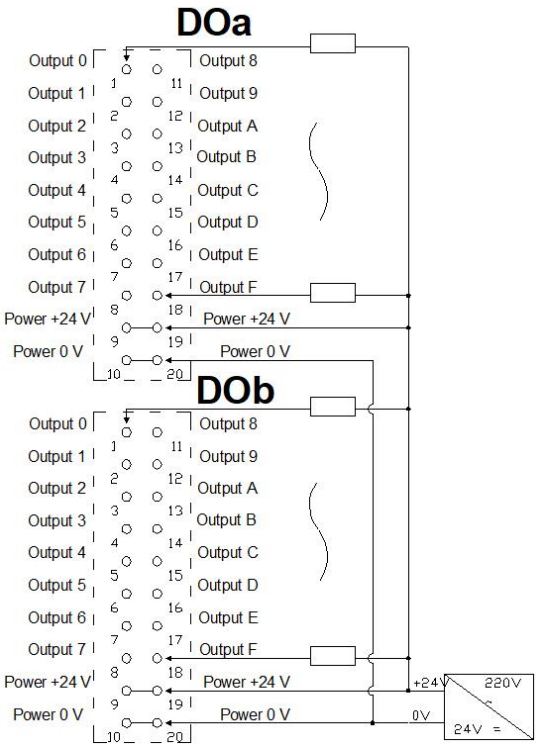 DOa
Output 0 Output 8
1 11
Output 1 Output 9
2 12
Output 2 Output A
3 13
Output 3 Output B
4 14
Output 4 Output C
5 15
Output 5 Output D
6 16
Output 6 Output E
7 17
Output 7 Output F
8 18
Power +24 V Power +24 V
9 19
Power 0 V Power 0 V
10 20
DOb
Output 0 Output 8
1 11
Output 1 Output 9
2 12
Output 2 Output A
3 13
Output 3 Output B
4 14
Output 4 Output C
5 15
Output 5 Output D
6 16
Output 6 Output E
7 17
Output 7 Output F
8 18
Power +24 V Power +24 V
+24V 220V
9 19
~
Power 0 V Power 0 V
0V
24V =
10 20